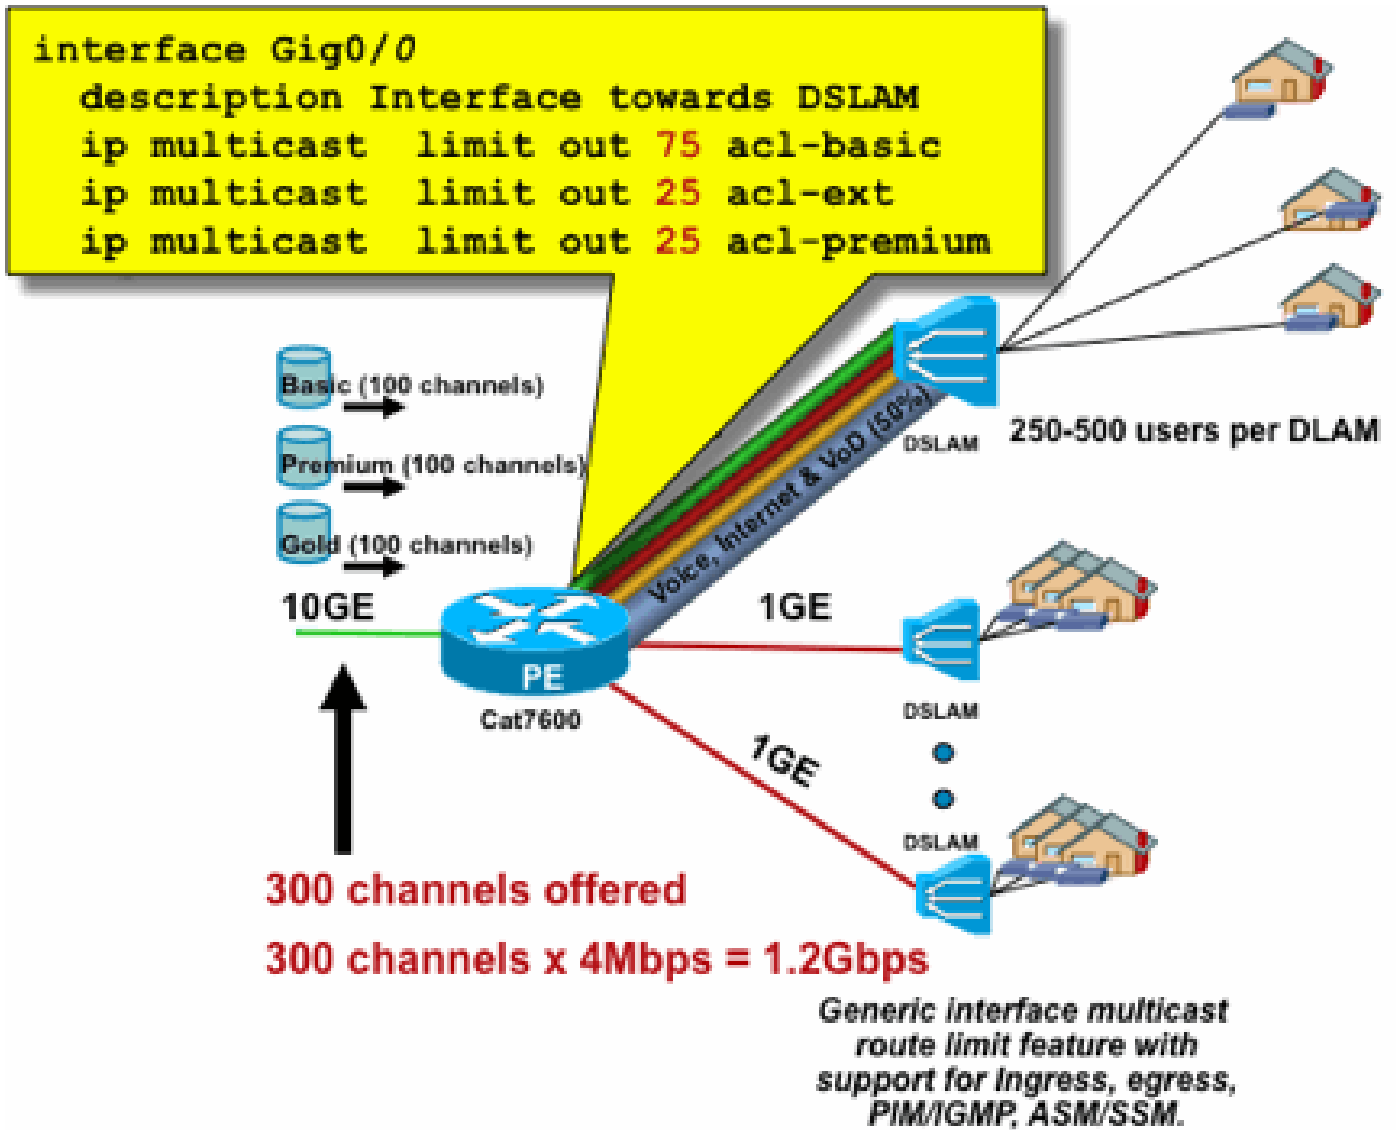 interface Gig0/0
description Interface towards DSLAM
ip multicast limit out 75 acl-basic
ip multicast limit out 25 acl-ext
ip multicast limit out 25 acl-premium
Basic (100 channels)
Premium (100 channels)
Gold (100 channels)
10GE
PE
Cat7600
Voice, Internet & VoD (50%)
DSLAM
250-500 users per DLAM
1GE
DSLAM
1GE
DSLAM
300 channels offered
300 channels x 4Mbps = 1.2Gbps
Generic interface multicast
route limit feature with
support for Ingress, egress,
PIM/IGMP, ASM/SSM.